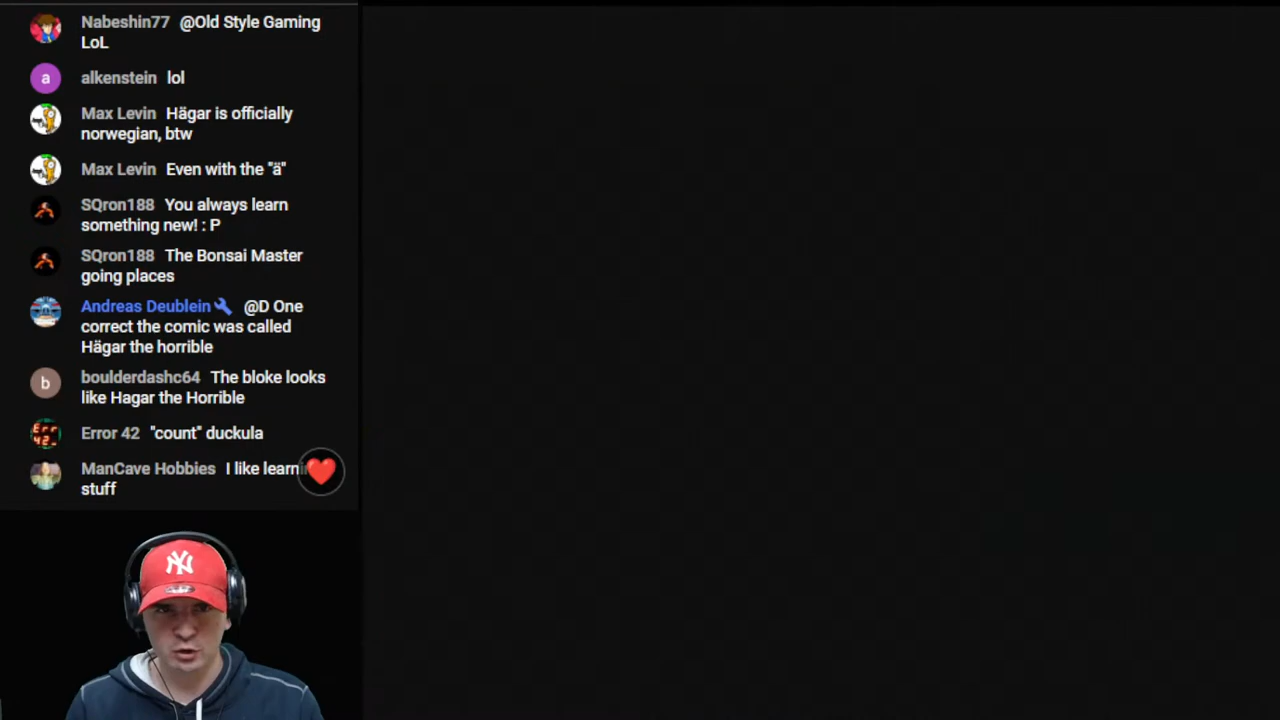 Nabeshin77 @Old Style Gaming
LoL
alkenstein lol
Max Levin Hägar is officially
norwegian, btw
Max Levin Even with the "ä"
SQron188 You always learn
something new! : P
SQron188 The Bonsai Master
going places
Andreas Deublein @D One
correct the comic was called
Hägar the horrible
boulderdashc64 The bloke looks
like Hagar the Horrible
Error 42 "count" duckula
ManCave Hobbies I like
stuff
a
b
NY